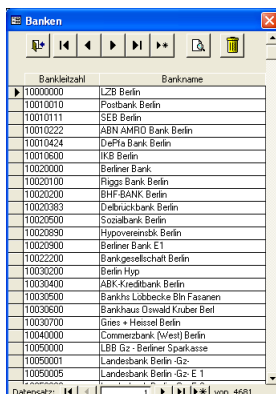 Banken
Bankleitzahl Bankname
10000000 LZB Berlin
10010010 Postbank Berlin
10010111 SEB Berlin
10010222 ABN AMRO Bank Berlin
10010424 DePfa Bank Berlin
10010600 IKB Berlin
10020000 Berliner Bank
20020100 Riggs Bank Berlin
20020200 BHF-BANK Berlin
10020383 Delbrückbank Berlin
10020500 Sozialbank Berlin
10020890 Hypovereinsbk Berlin
10020900 Berliner Bank E1
10022200 Bankgesellschaft Berlin
10030200 Berlin Hyp
10030400 ABK-Kreditbank Berlin
10030500 Bankhs Löbbecke Bln Fasanen
10030600 Bankhaus Oswald Kruber Berl
10030700 Gries + Heissel Berlin
10040000 Commerzbank (West) Berlin
10050000 LBB Gz - Berliner Sparkasse
10050001 Landesbank Berlin -Gz-
10050005 Landesbank Berlin -Gz- E 1
Datensatz: 1 von 4681